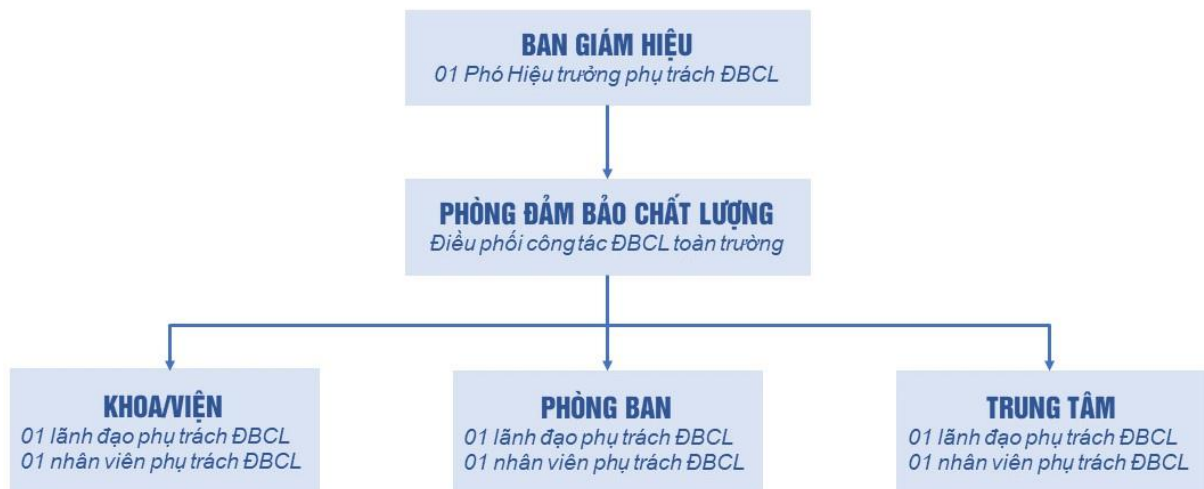 BAN GIÁM HIỆU
01 Phó Hiệu trưởng phụ trách ĐBCL
PHÒNG ĐẢM BẢO CHẤT LƯỢNG
Điều phối công tác ĐBCL toàn trường
KHOA/VIỆN
01 lãnh đạo phụ trách ĐBCL
01 nhân viên phụ trách ĐBCL
PHÒNG BAN
01 lãnh đạo phụ trách ĐBCL
01 nhân viên phụ trách ĐBCL
TRUNG TÂM
01 lãnh đạo phụ trách ĐBCL
01 nhân viên phụ trách ĐBCL